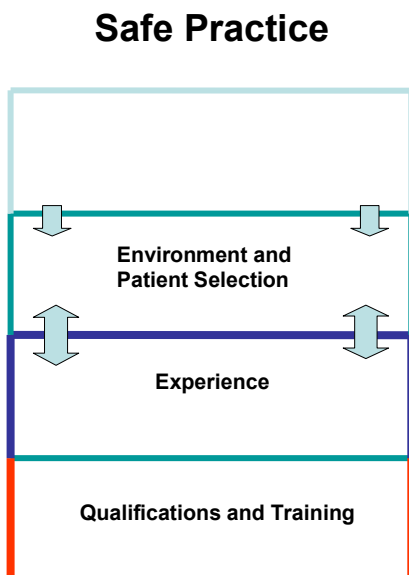 Safe Practice
Environment and
Patient Selection
Experience
Qualifications and Training